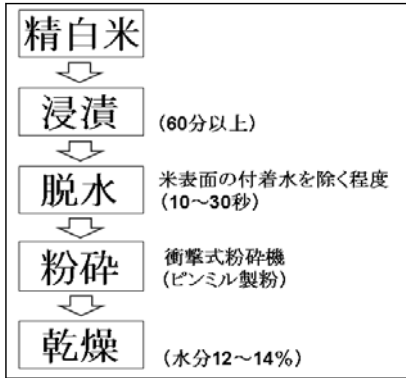 精白米
浸漬
(60分以上)
脱水
米表面の付着水を除く程度
(10～30秒)
粉砕
衝撃式粉砕機
(ピンミル製粉)
乾燥
(水分12～14%)